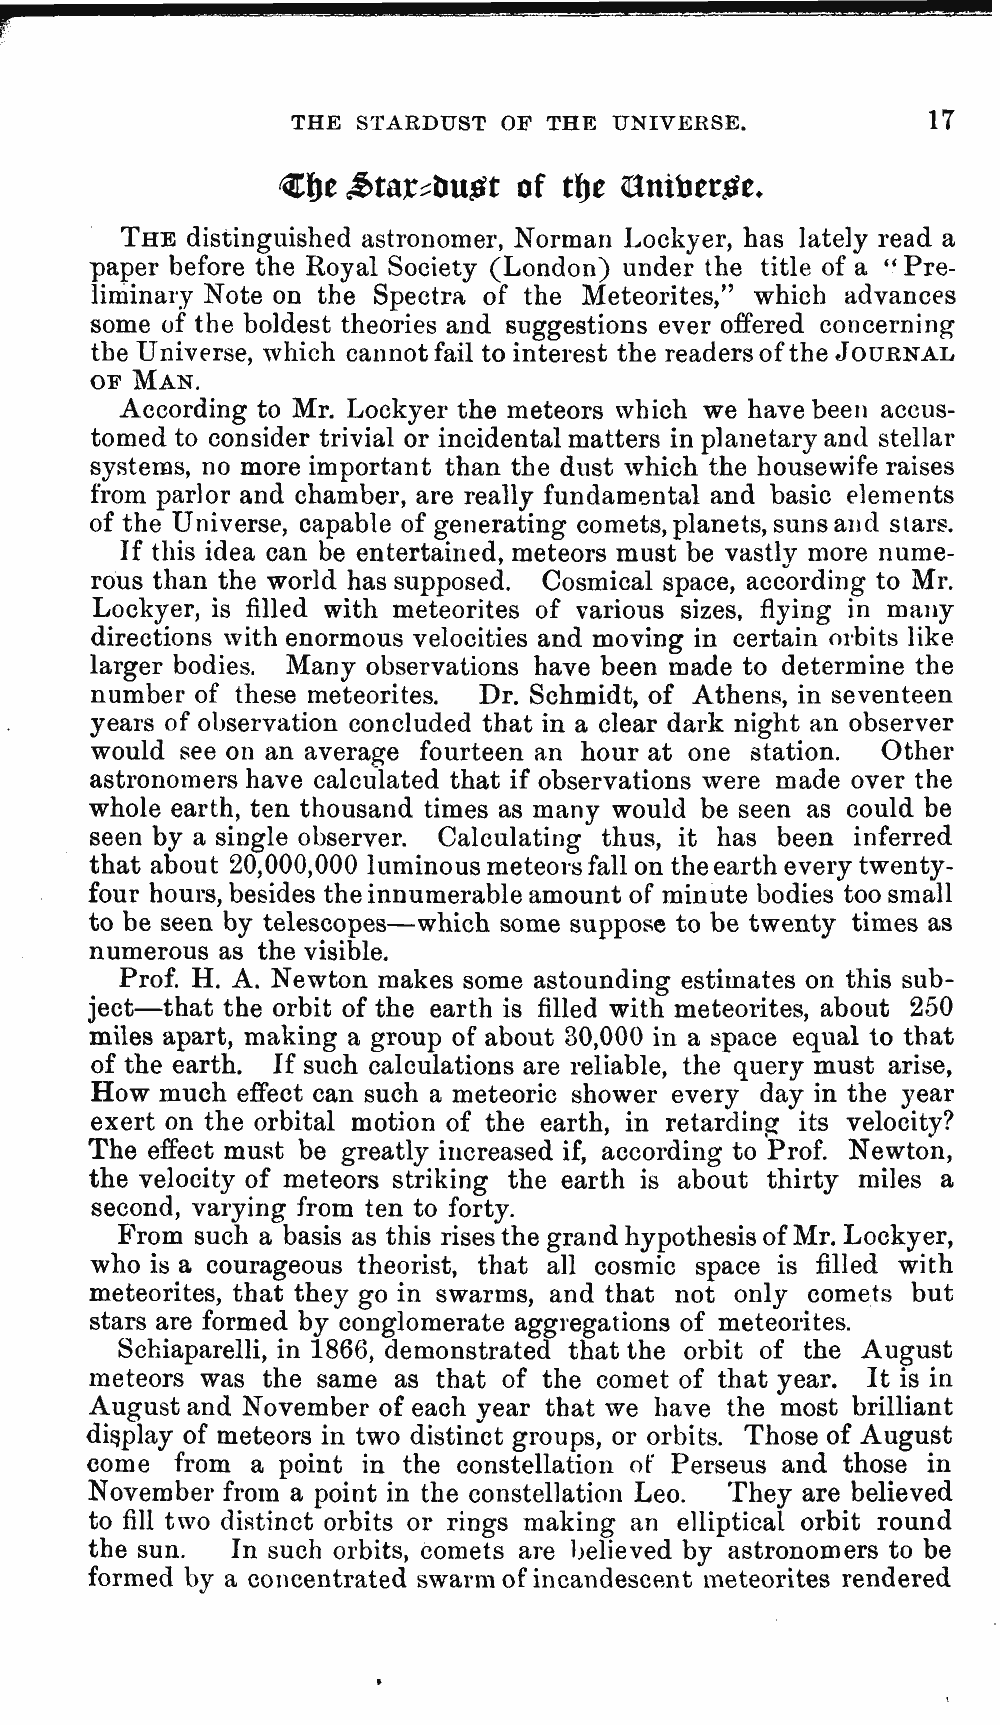 THE STARDUST OF THE UNIVERSE. 17
The Star-dust of the Universe.
THE distinguished astronomer, Norman Lockyer, has lately read a
paper before the Royal Society (London) under the title of a "Pre-
liminary Note on the Spectra of the Meteorites," which advances
some of the boldest theories and suggestions ever offered concerning
the Universe, which cannot fail to interest the readers of the JOURNAL
OF MAN.
According to Mr. Lockyer the meteors which we have been accus-
tomed to consider trivial or incidental matters in planetary and stellar
systems, no more important than the dust which the housewife raises
from parlor and chamber, are really fundamental and basic elements
of the Universe, capable of generating comets, planets, suns and stars.
If this idea can be entertained, meteors must be vastly more nume-
rous than the world has supposed. Cosmical space, according to Mr.
Lockyer, is filled with meteorites of various sizes, flying in many
directions with enormous velocities and moving in certain orbits like
larger bodies. Many observations have been made to determine the
number of these meteorites. Dr. Schmidt, of Athens, in seventeen
years of observation concluded that in a clear dark night an observer
would see on an average fourteen an hour at one station. Other
astronomers have calculated that if observations were made over the
whole earth, ten thousand times as many would be seen as could be
seen by a single observer. Calculating thus, it has been inferred
that about 20,000,000 luminous meteors fall on the earth every twenty-
four hours, besides the innumerable amount of minute bodies too small
to be seen by telescopes—which some suppose to be twenty times as
numerous as the visible.
Prof. H. A. Newton makes some astounding estimates on this sub-
ject—that the orbit of the earth is filled with meteorites, about 250
miles apart, making a group of about 30,000 in a space equal to that
of the earth. If such calculations are reliable, the query must arise,
How much effect can such a meteoric shower every day in the year
exert on the orbital motion of the earth, in retarding its velocity?
The effect must be greatly increased if, according to Prof. Newton,
the velocity of meteors striking the earth is about thirty miles a
second, varying from ten to forty.
From such a basis as this rises the grand hypothesis of Mr. Lockyer,
who is a courageous theorist, that all cosmic space is filled with
meteorites, that they go in swarms, and that not only comets but
stars are formed by conglomerate aggregations of meteorites.
Schiaparelli, in 1866, demonstrated that the orbit of the August
meteors was the same as that of the comet of that year. It is in
August and November of each year that we have the most brilliant
display of meteors in two distinct groups, or orbits. Those of August
come from a point in the constellation of Perseus and those in
November from a point in the constellation Leo. They are believed
to fill two distinct orbits or rings making an elliptical orbit round
the sun. In such orbits, comets are believed by astronomers to be
formed by a concentrated swarm of incandescent meteorites rendered